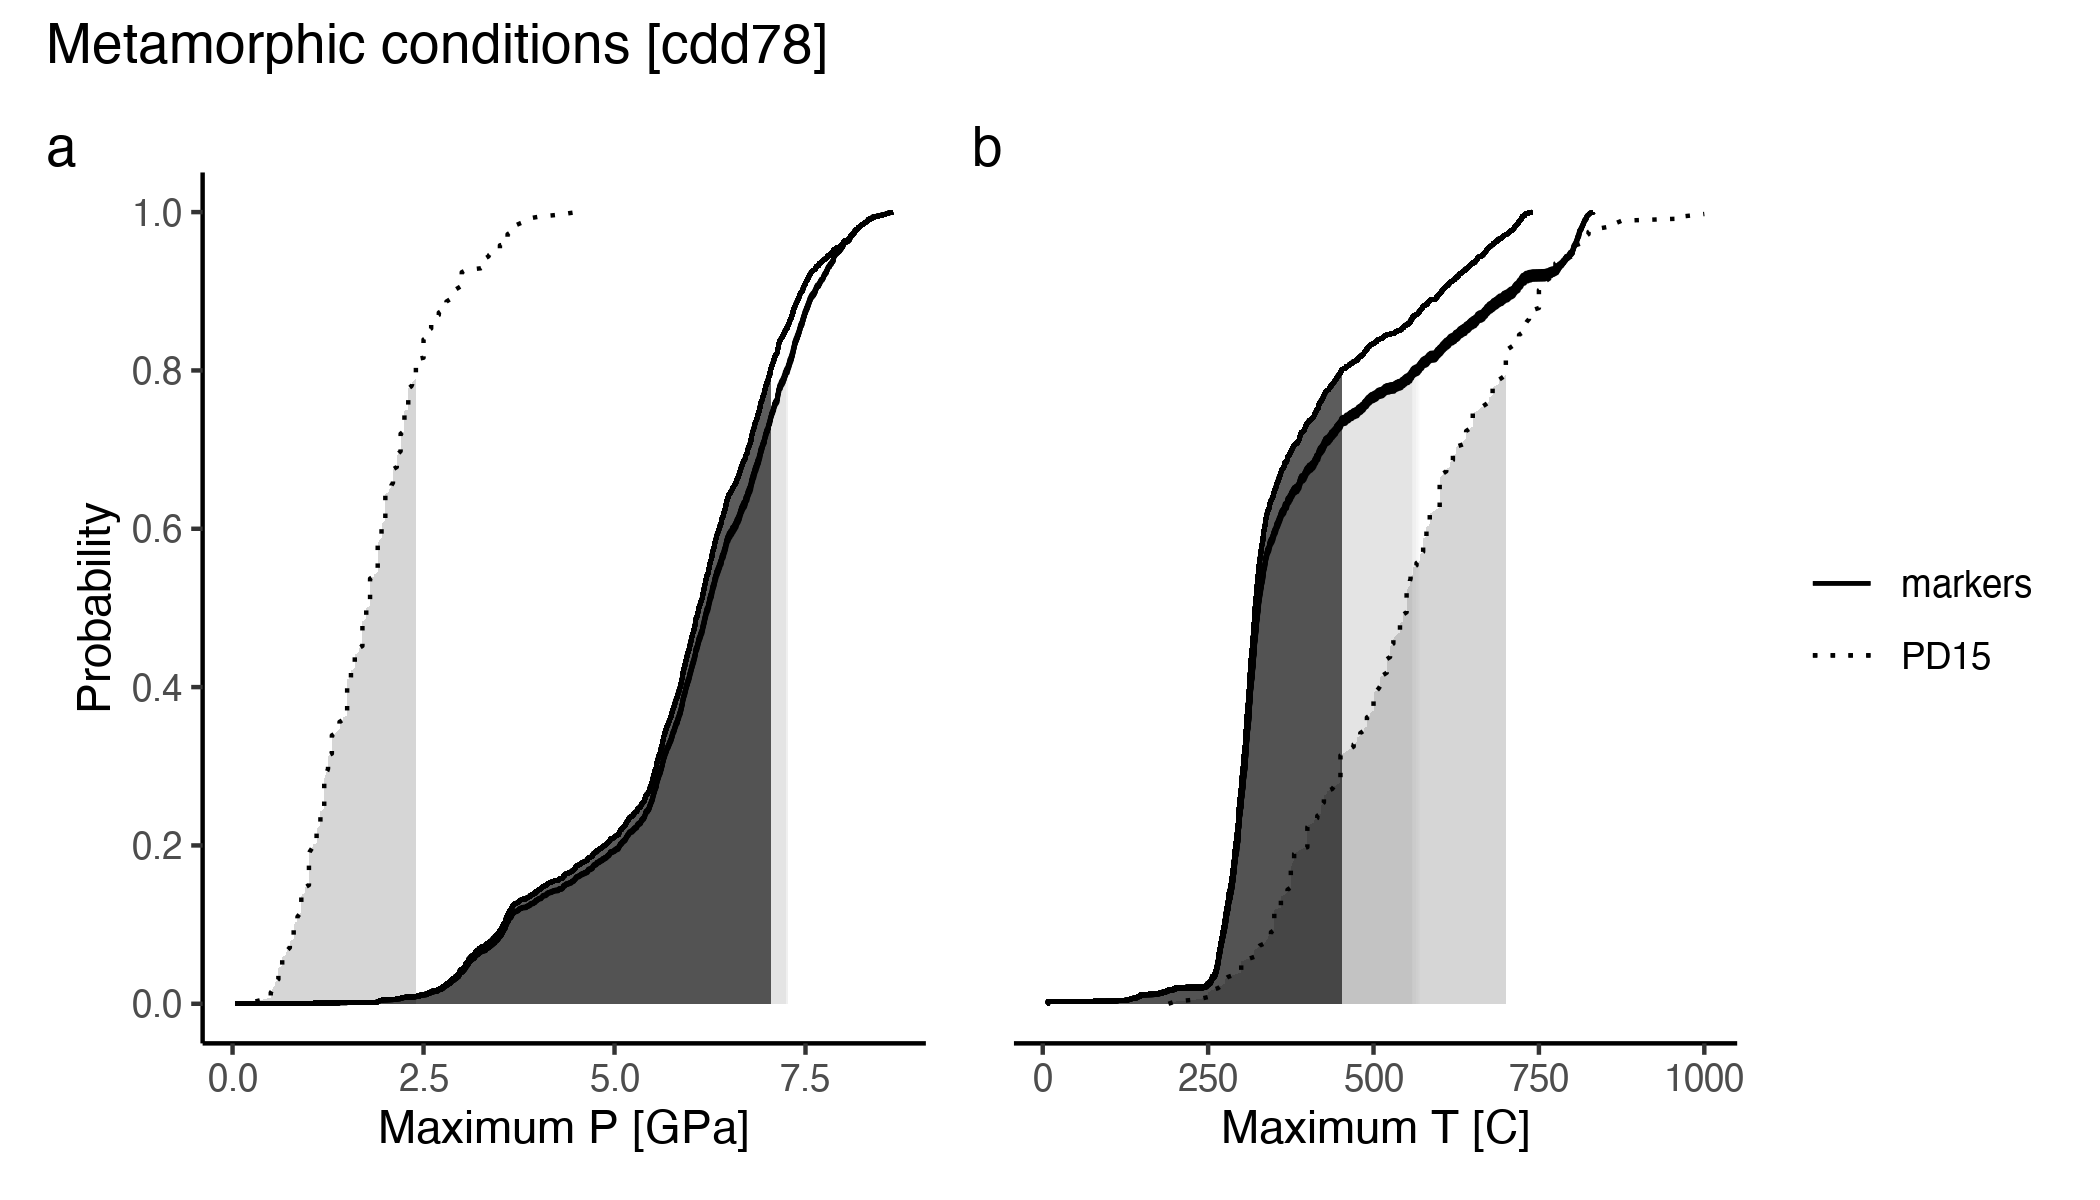 Metamorphic conditions [cdd78]
a
b
Probability
1.0
0.8
0.6
0.4
0.2
0.0
0.0 2.5 5.0 7.5
Maximum P [GPa]
0 250 500 750 1000
Maximum T [C]
markers
PD15